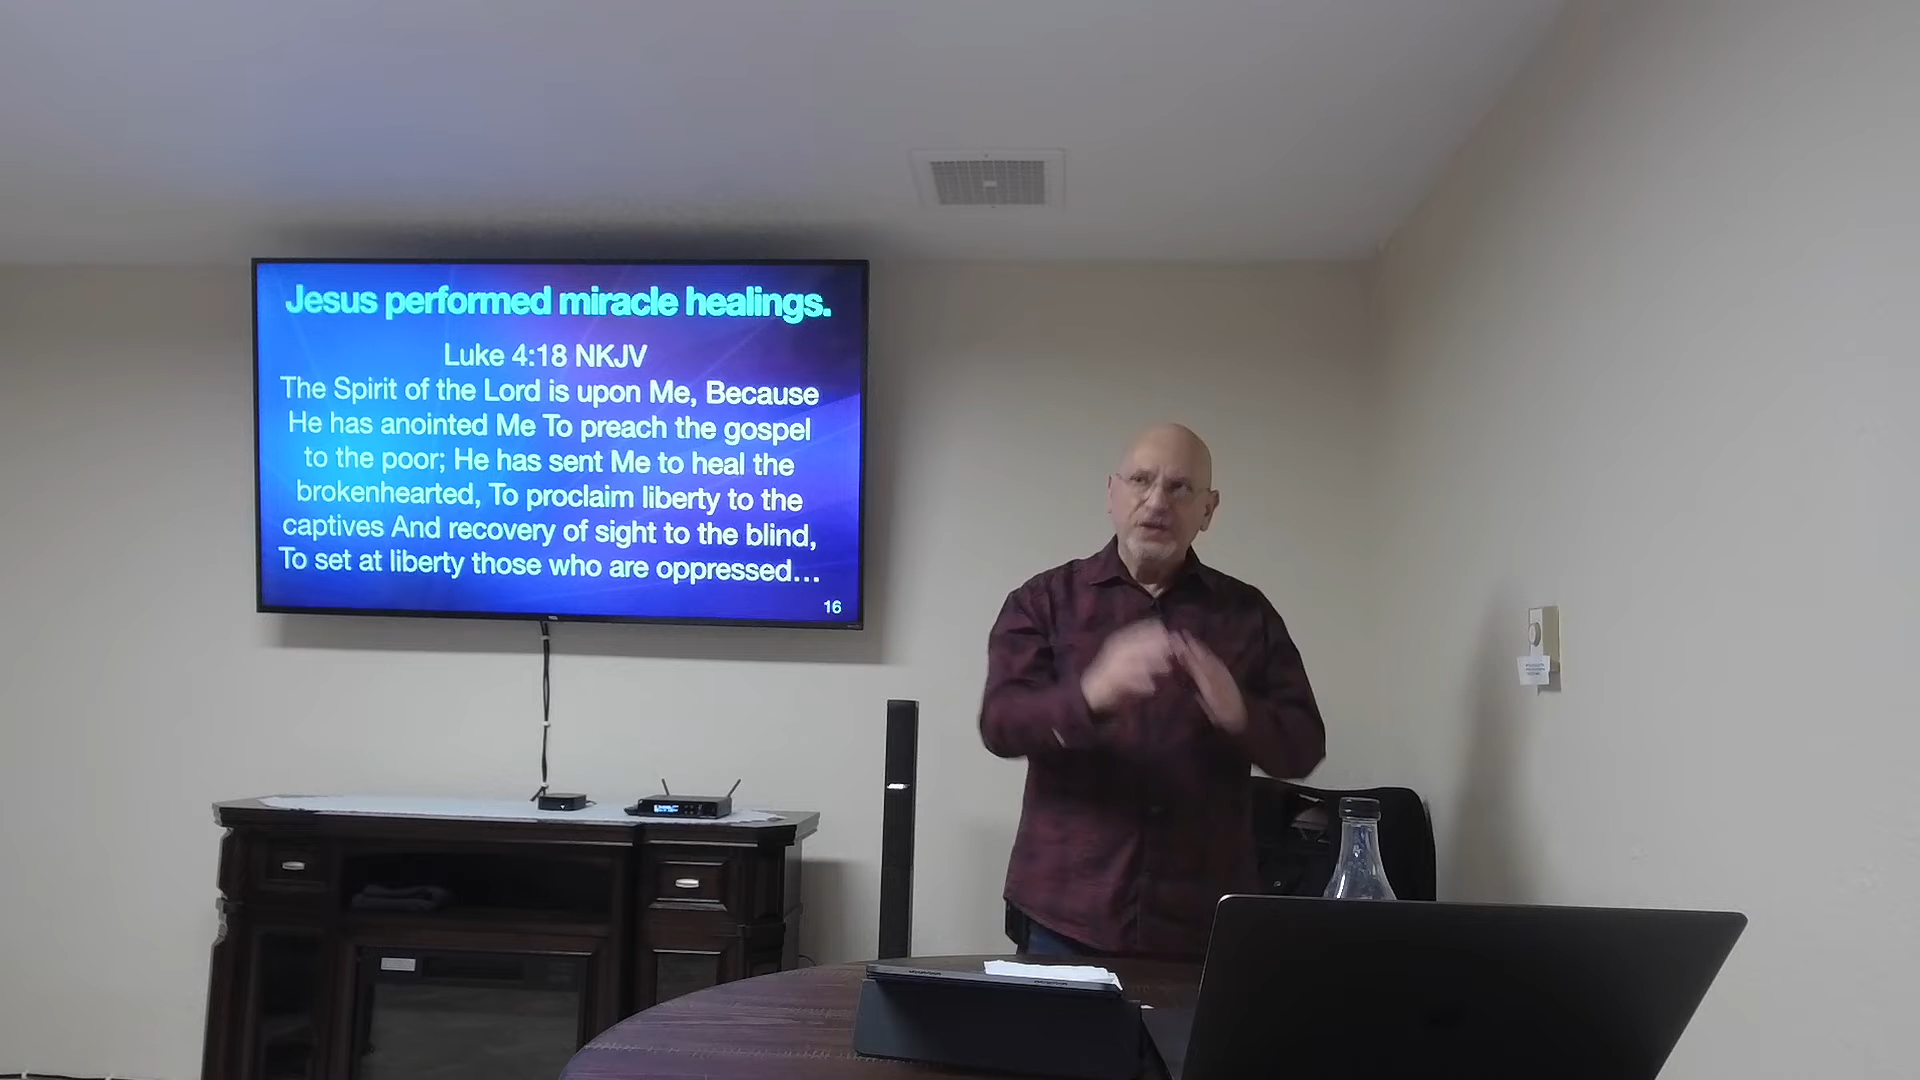 Jesus performed miracle healings.
Luke 4:18 NKJV
The Spirit of the Lord is upon Me, Because
He has anointed Me To preach the gospel
to the poor; He has sent Me to heal the
brokenhearted, To proclaim liberty to the
captives And recovery of sight to the blind,
To set at liberty those who are oppressed…
16